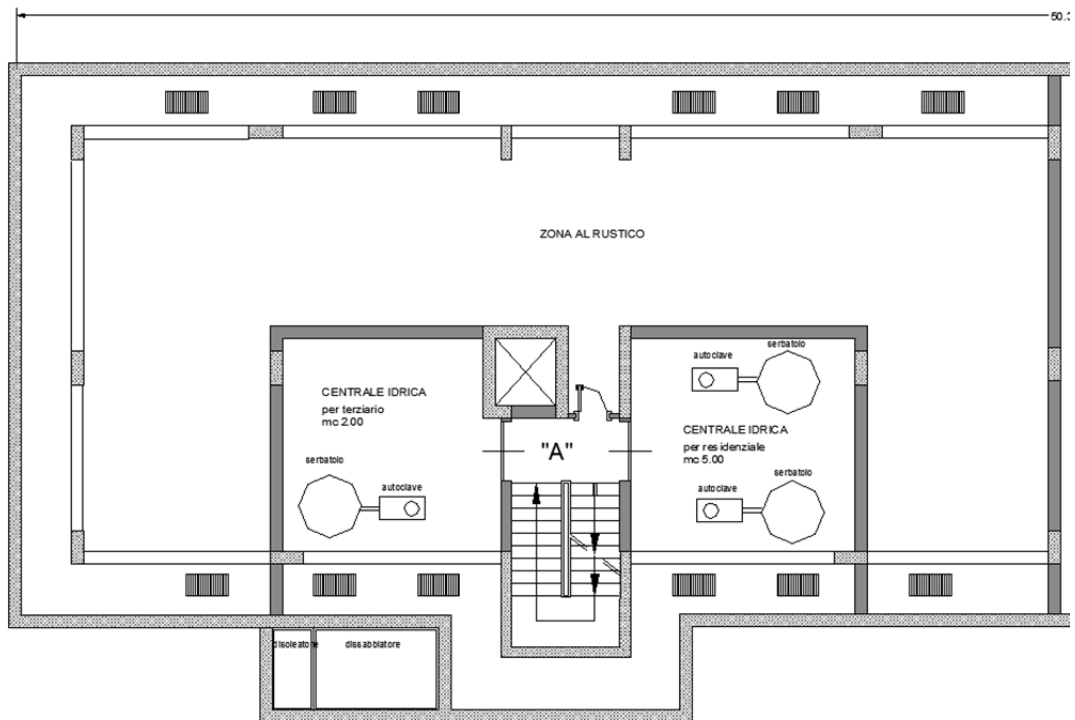 50.3
ZONA AL RUSTICO
CENTRALE IDRICA
per terziario
mc 2.00
serbatoio
autoclave
"A"
serbatoio
autoclave
CENTRALE IDRICA
per residenziale
mc 5.00
serbatoio
autoclave
disoleatore
dissabbiatore